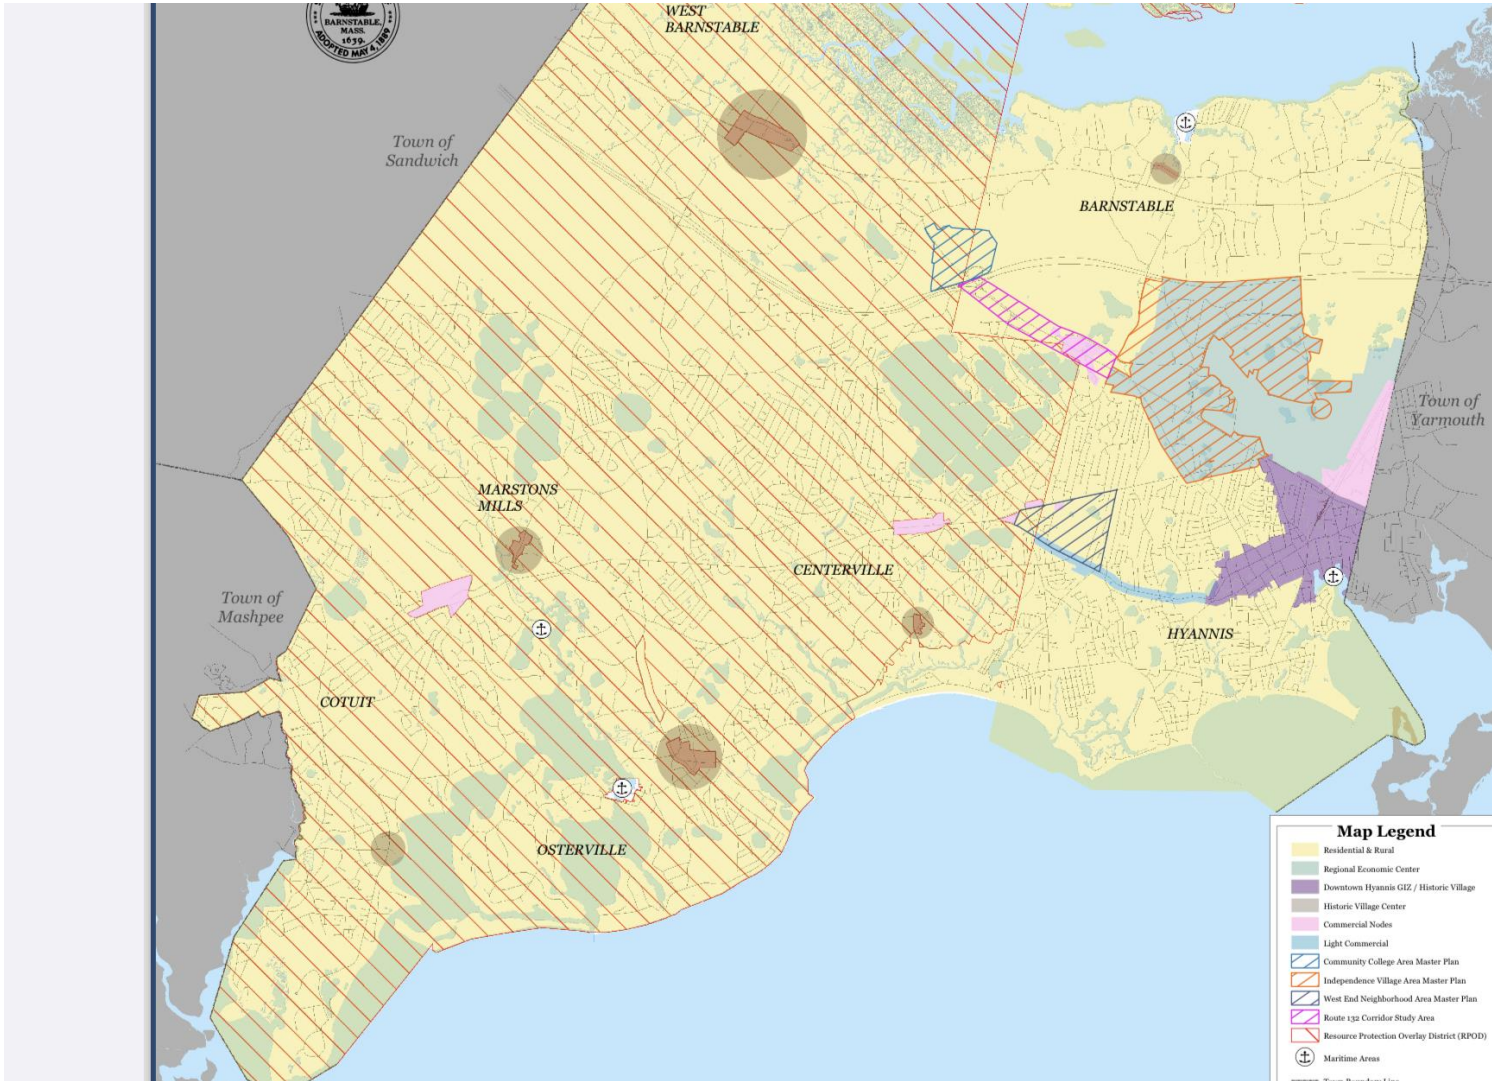 BARNSTABLE,
MASS.
1639.
ADOPTED MAY 4, 1889
WEST
BARNSTABLE
Town of
Sandwich
BARNSTABLE
Town of
Yarmouth
MARSTONS
MILLS
CENTERVILLE
Town of
Mashpee
HYANNIS
COTUIT
OSTERVILLE
Map Legend
Residential & Rural
Regional Economic Center
Downtown Hyannis GIZ / Historic Village
Historic Village Center
Commercial Nodes
Light Commercial
Community College Area Master Plan
Independence Village Area Master Plan
West End Neighborhood Area Master Plan
Route 132 Corridor Study Area
Resource Protection Overlay District (RPOD)
Maritime Areas
Town Boundary Line